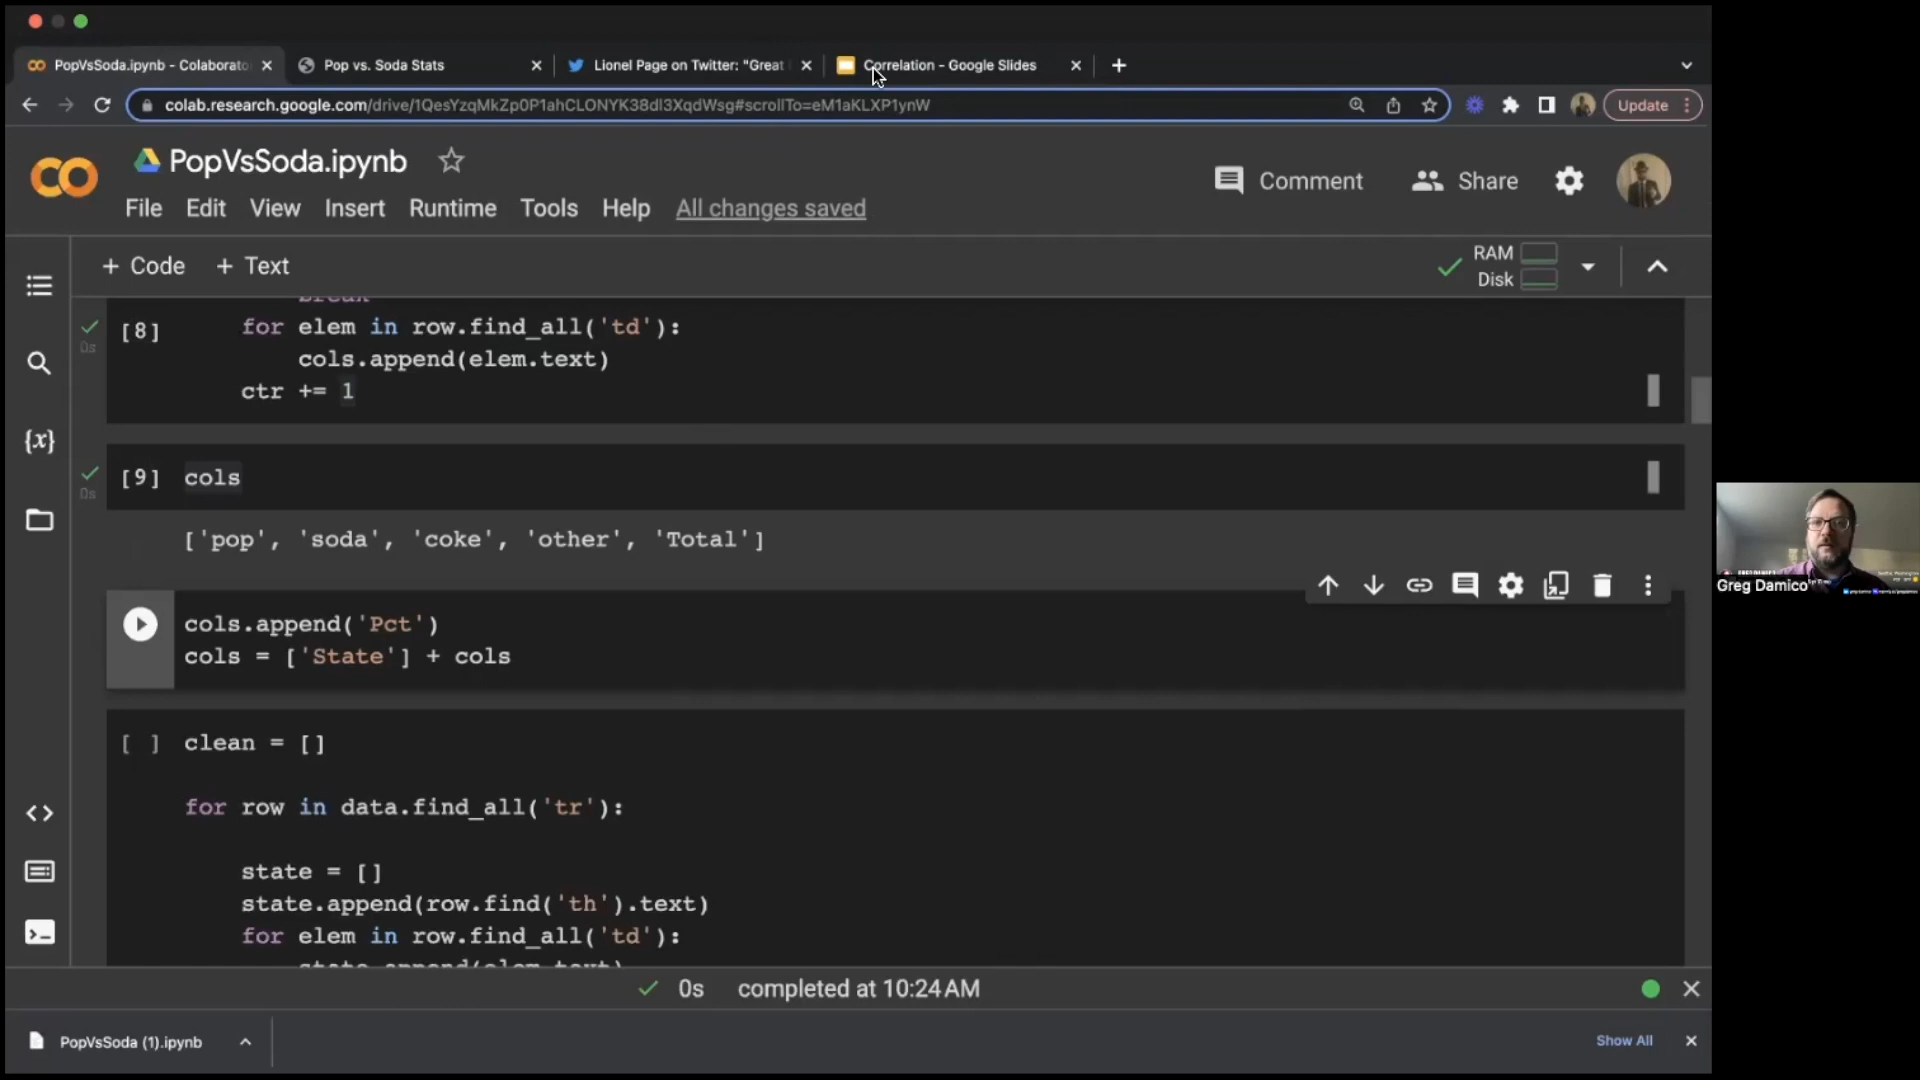 PopVsSoda.ipynb - Colaborato
Pop vs. Soda Stats
Lionel Page on Twitter: "Great
Correlation - Google Slides
colab.research.google.com/drive/1QesYzqMkZp0P1ahCLONYK38dI3XqdWsg#scrollTo=eM1aKLXP1ynW
Update
CO
PopVsSoda.ipynb
Comment
Share
File Edit View Insert Runtime Tools Help All changes saved
+ Code + Text
RAM
Disk
break
[8] for elem in row.find_all('td'):
0s
cols.append(elem.text)
ctr += 1
[9] cols
0s
['pop', 'soda', 'coke', 'other', 'Total']
cols.append('Pct')
cols = ['State'] + cols
[ ] clean = []
for row in data.find_all('tr'):
state = []
state.append(row.find('th').text)
for elem in row.find_all('td'):
state.append(elem.text)
0s completed at 10:24 AM
PopVsSoda (1).ipynb
Show All
Greg Damico
{x}